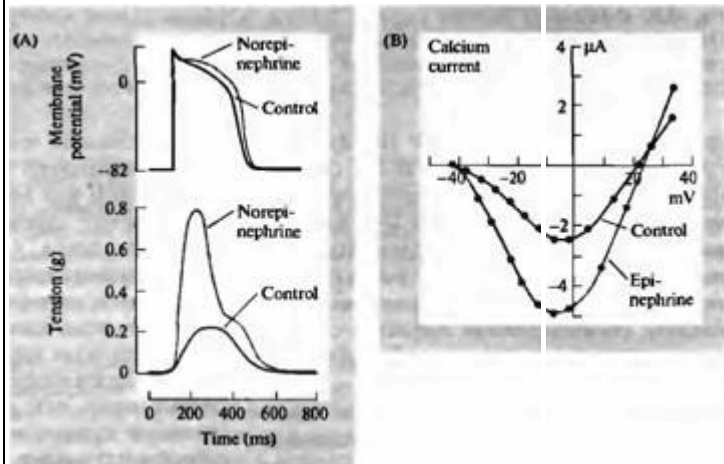 (A)
Norepi-
nephrine
Membrane
potential (mV)
0
Control
−82
0.8
Norepi-
nephrine
0.6
Tension (g)
0.4
Control
0.2
0
0 200 400 600 800
Time (ms)
(B)
Calcium
current
μA
4
2
−40 −20 20 40
mV
−2
Control
−4
Epi-
nephrine